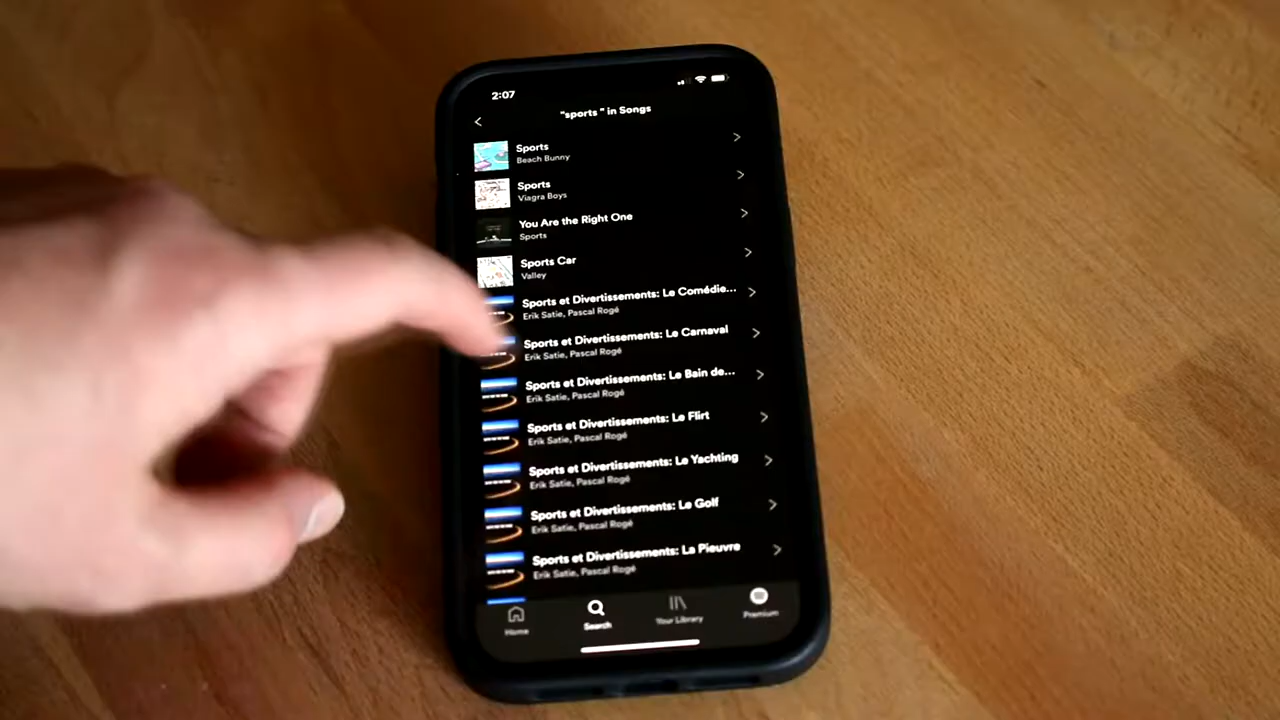 2:07
"sports " in Songs
Sports
Beach Bunny
Sports
Viagra Boys
You Are the Right One
Sports
Sports Car
Valley
Sports et Divertissements: Le Comédie...
Erik Satie, Pascal Rogé
Sports et Divertissements: Le Carnaval
Erik Satie, Pascal Rogé
Sports et Divertissements: Le Bain de...
Erik Satie, Pascal Rogé
Sports et Divertissements: Le Flirt
Erik Satie, Pascal Rogé
Sports et Divertissements: Le Yachting
Erik Satie, Pascal Rogé
Sports et Divertissements: Le Golf
Erik Satie, Pascal Rogé
Sports et Divertissements: La Pieuvre
Erik Satie, Pascal Rogé
Home Search Your Library Premium